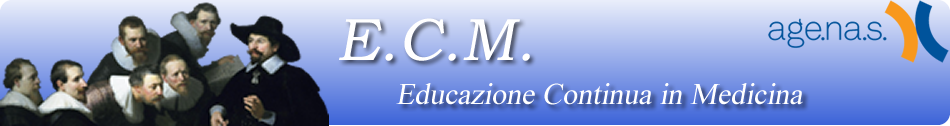 E.C.M.
age.na.s.
Educazione Continua in Medicina